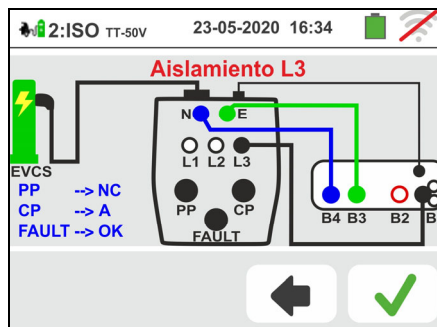 2:ISO TT-50V 23-05-2020 16:34
Aislamiento L3
N E
L1 L2 L3
EVCS
PP --> NC
CP --> A
FAULT --> OK
PP CP
FAULT
B4 B3 B2 B